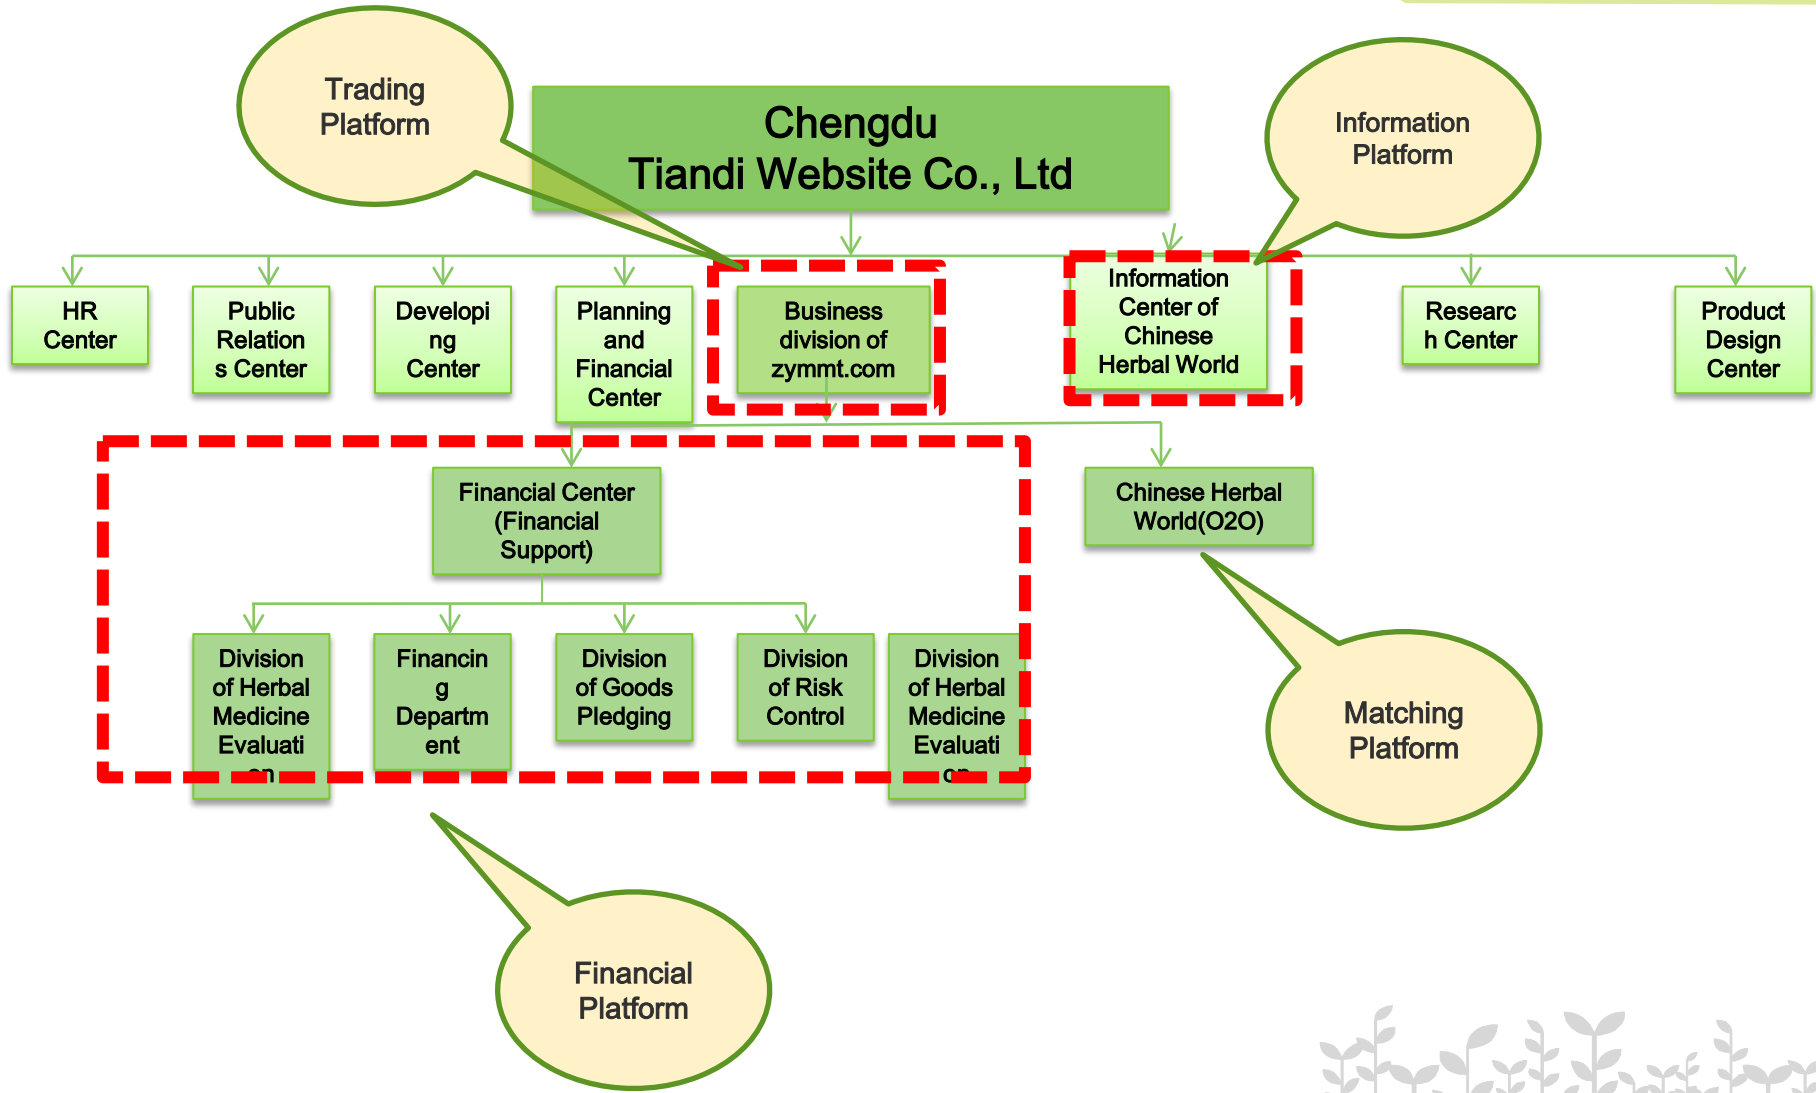 Trading
Platform
Chengdu
Tiandi Website Co., Ltd
Information
Platform
HR
Center
Public
Relation
s Center
Developi
ng
Center
Planning
and
Financial
Center
Business
division of
zymmt.com
Information
Center of
Chinese
Herbal World
Researc
h Center
Product
Design
Center
Financial Center
(Financial
Support)
Chinese Herbal
World(O2O)
Division
of Herbal
Medicine
Evaluati
on
Financin
g
Departm
ent
Division
of Goods
Pledging
Division
of Risk
Control
Division
of Herbal
Medicine
Evaluati
on
Matching
Platform
Financial
Platform